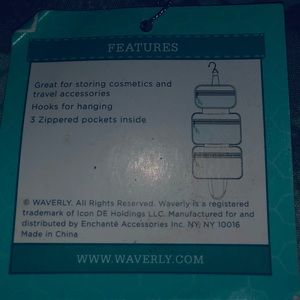 FEATURES
Great for storing cosmetics and
travel accessories
Hooks for hanging
3 Zippered pockets inside
© WAVERLY. All Rights Reserved. Waverly is a registered
trademark of Icon DE Holdings LLC. Manufactured for and
distributed by Enchanté Accessories Inc. NY, NY 10016
Made in China
WWW.WAVERLY.COM